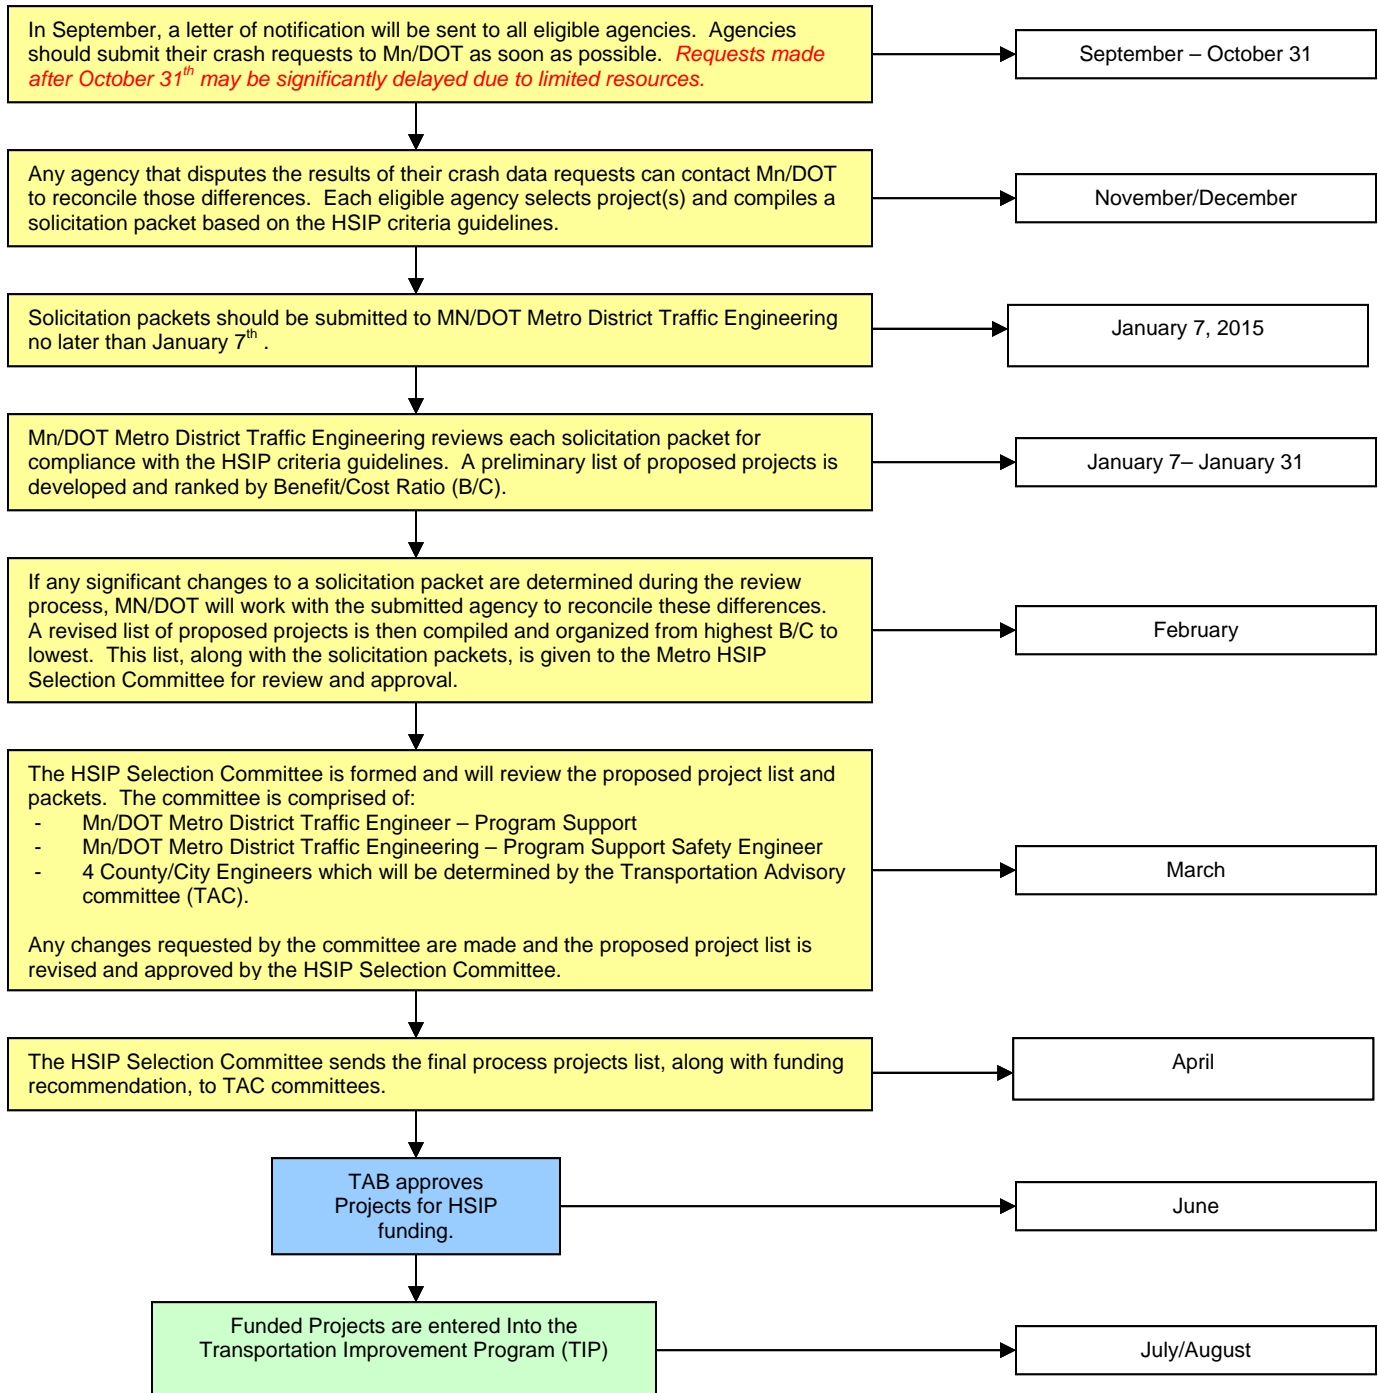 In September, a letter of notification will be sent to all eligible agencies. Agencies
should submit their crash requests to Mn/DOT as soon as possible. Requests made
after October 31th may be significantly delayed due to limited resources.
September – October 31
Any agency that disputes the results of their crash data requests can contact Mn/DOT
to reconcile those differences. Each eligible agency selects project(s) and compiles a
solicitation packet based on the HSIP criteria guidelines.
November/December
Solicitation packets should be submitted to MN/DOT Metro District Traffic Engineering
no later than January 7th .
January 7, 2015
Mn/DOT Metro District Traffic Engineering reviews each solicitation packet for
compliance with the HSIP criteria guidelines. A preliminary list of proposed projects is
developed and ranked by Benefit/Cost Ratio (B/C).
January 7– January 31
If any significant changes to a solicitation packet are determined during the review
process, MN/DOT will work with the submitted agency to reconcile these differences.
A revised list of proposed projects is then compiled and organized from highest B/C to
lowest. This list, along with the solicitation packets, is given to the Metro HSIP
Selection Committee for review and approval.
February
The HSIP Selection Committee is formed and will review the proposed project list and
packets. The committee is comprised of:
- Mn/DOT Metro District Traffic Engineer – Program Support
- Mn/DOT Metro District Traffic Engineering – Program Support Safety Engineer
- 4 County/City Engineers which will be determined by the Transportation Advisory
committee (TAC).
Any changes requested by the committee are made and the proposed project list is
revised and approved by the HSIP Selection Committee.
March
The HSIP Selection Committee sends the final process projects list, along with funding
recommendation, to TAC committees.
April
TAB approves
Projects for HSIP
funding.
June
Funded Projects are entered Into the
Transportation Improvement Program (TIP)
July/August